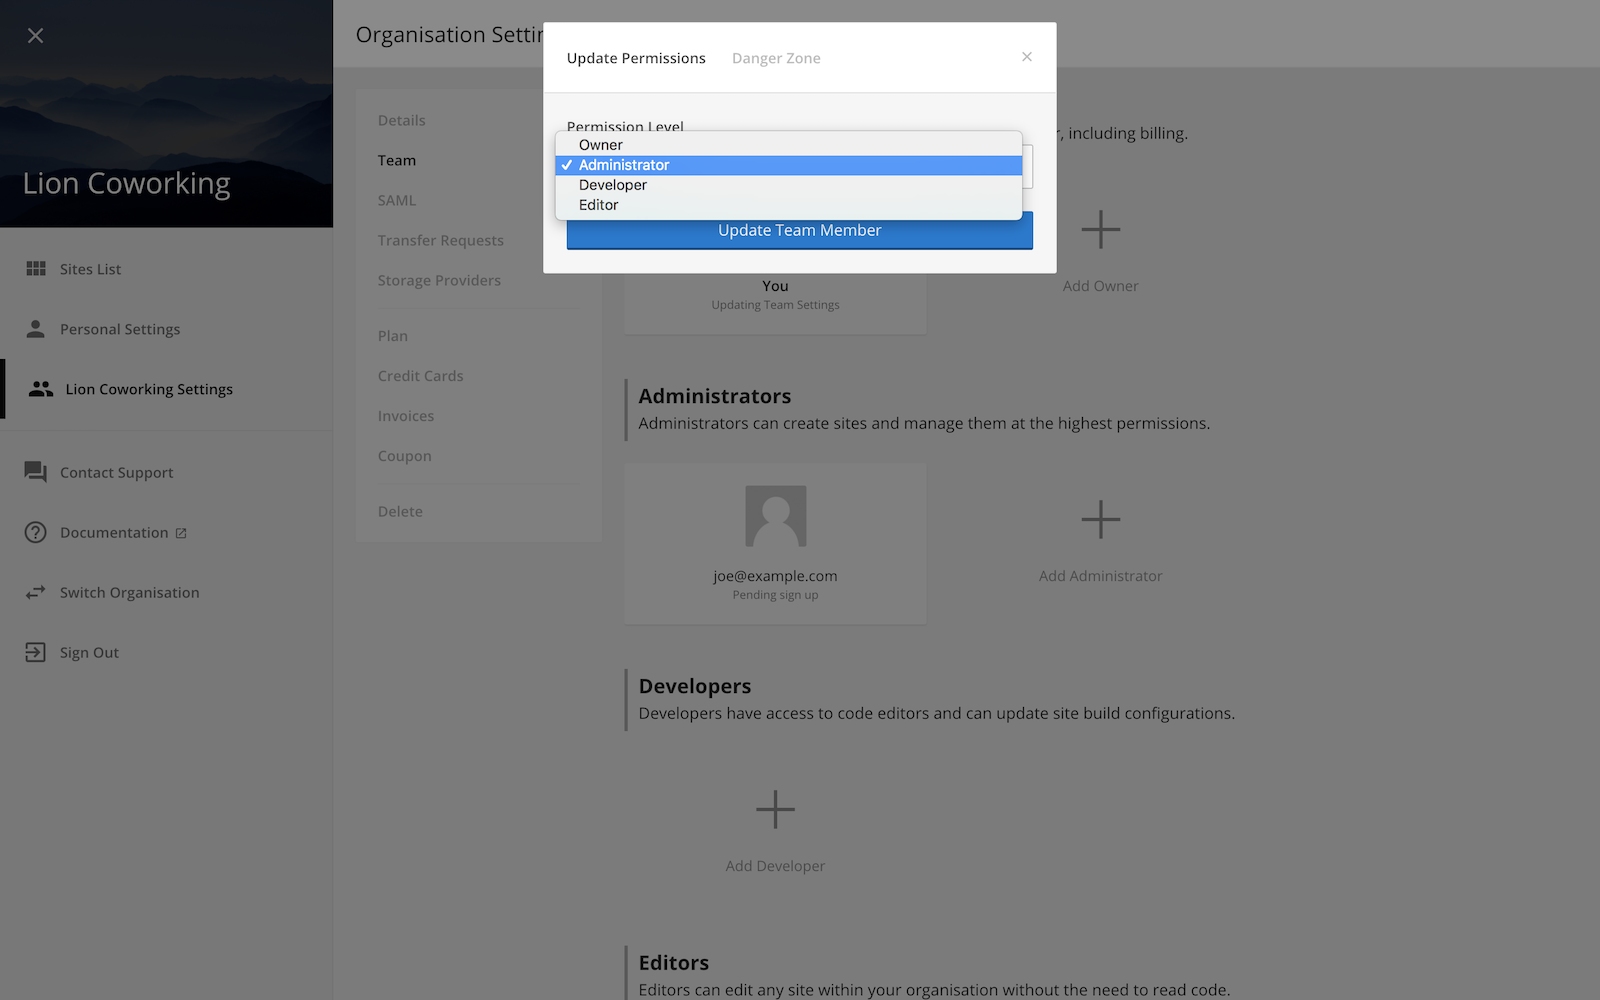 Lion Coworking
Sites List
Personal Settings
Lion Coworking Settings
Contact Support
Documentation
Switch Organisation
Sign Out
Organisation
Details
Team
SAML
Transfer Requests
Storage Providers
Plan
Credit Cards
Invoices
Coupon
Delete
Update Permissions
Danger Zone
Permission Level
Owner
Administrator
Developer
Editor
Update Team Member
, including billing.
You
Updating Team Settings
Add Owner
Administrators
Administrators can create sites and manage them at the highest permissions.
joe@example.com
Pending sign up
Add Administrator
Developers
Developers have access to code editors and can update site build configurations.
Add Developer
Editors
Editors can edit any site within your organisation without the need to read code.